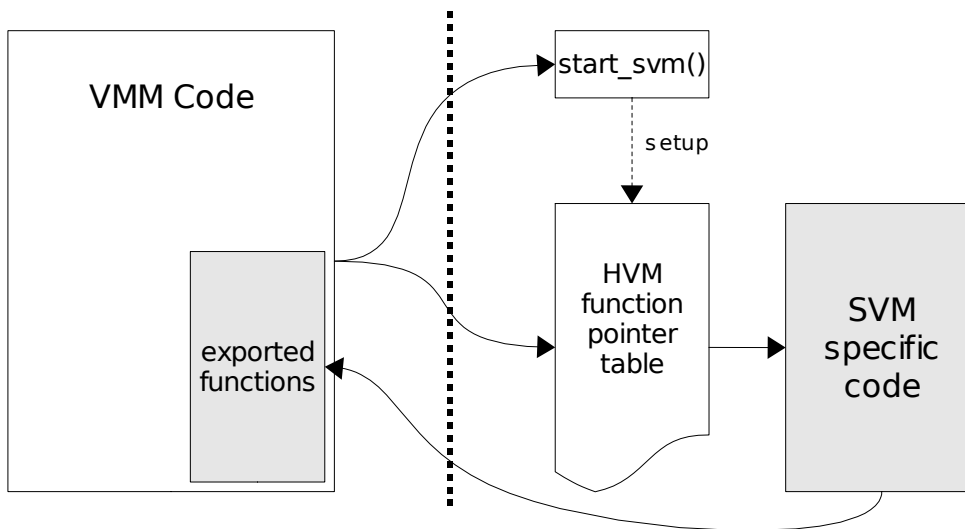 VMM Code
exported
functions
start_svm()
setup
HVM
function
pointer
table
SVM
specific
code